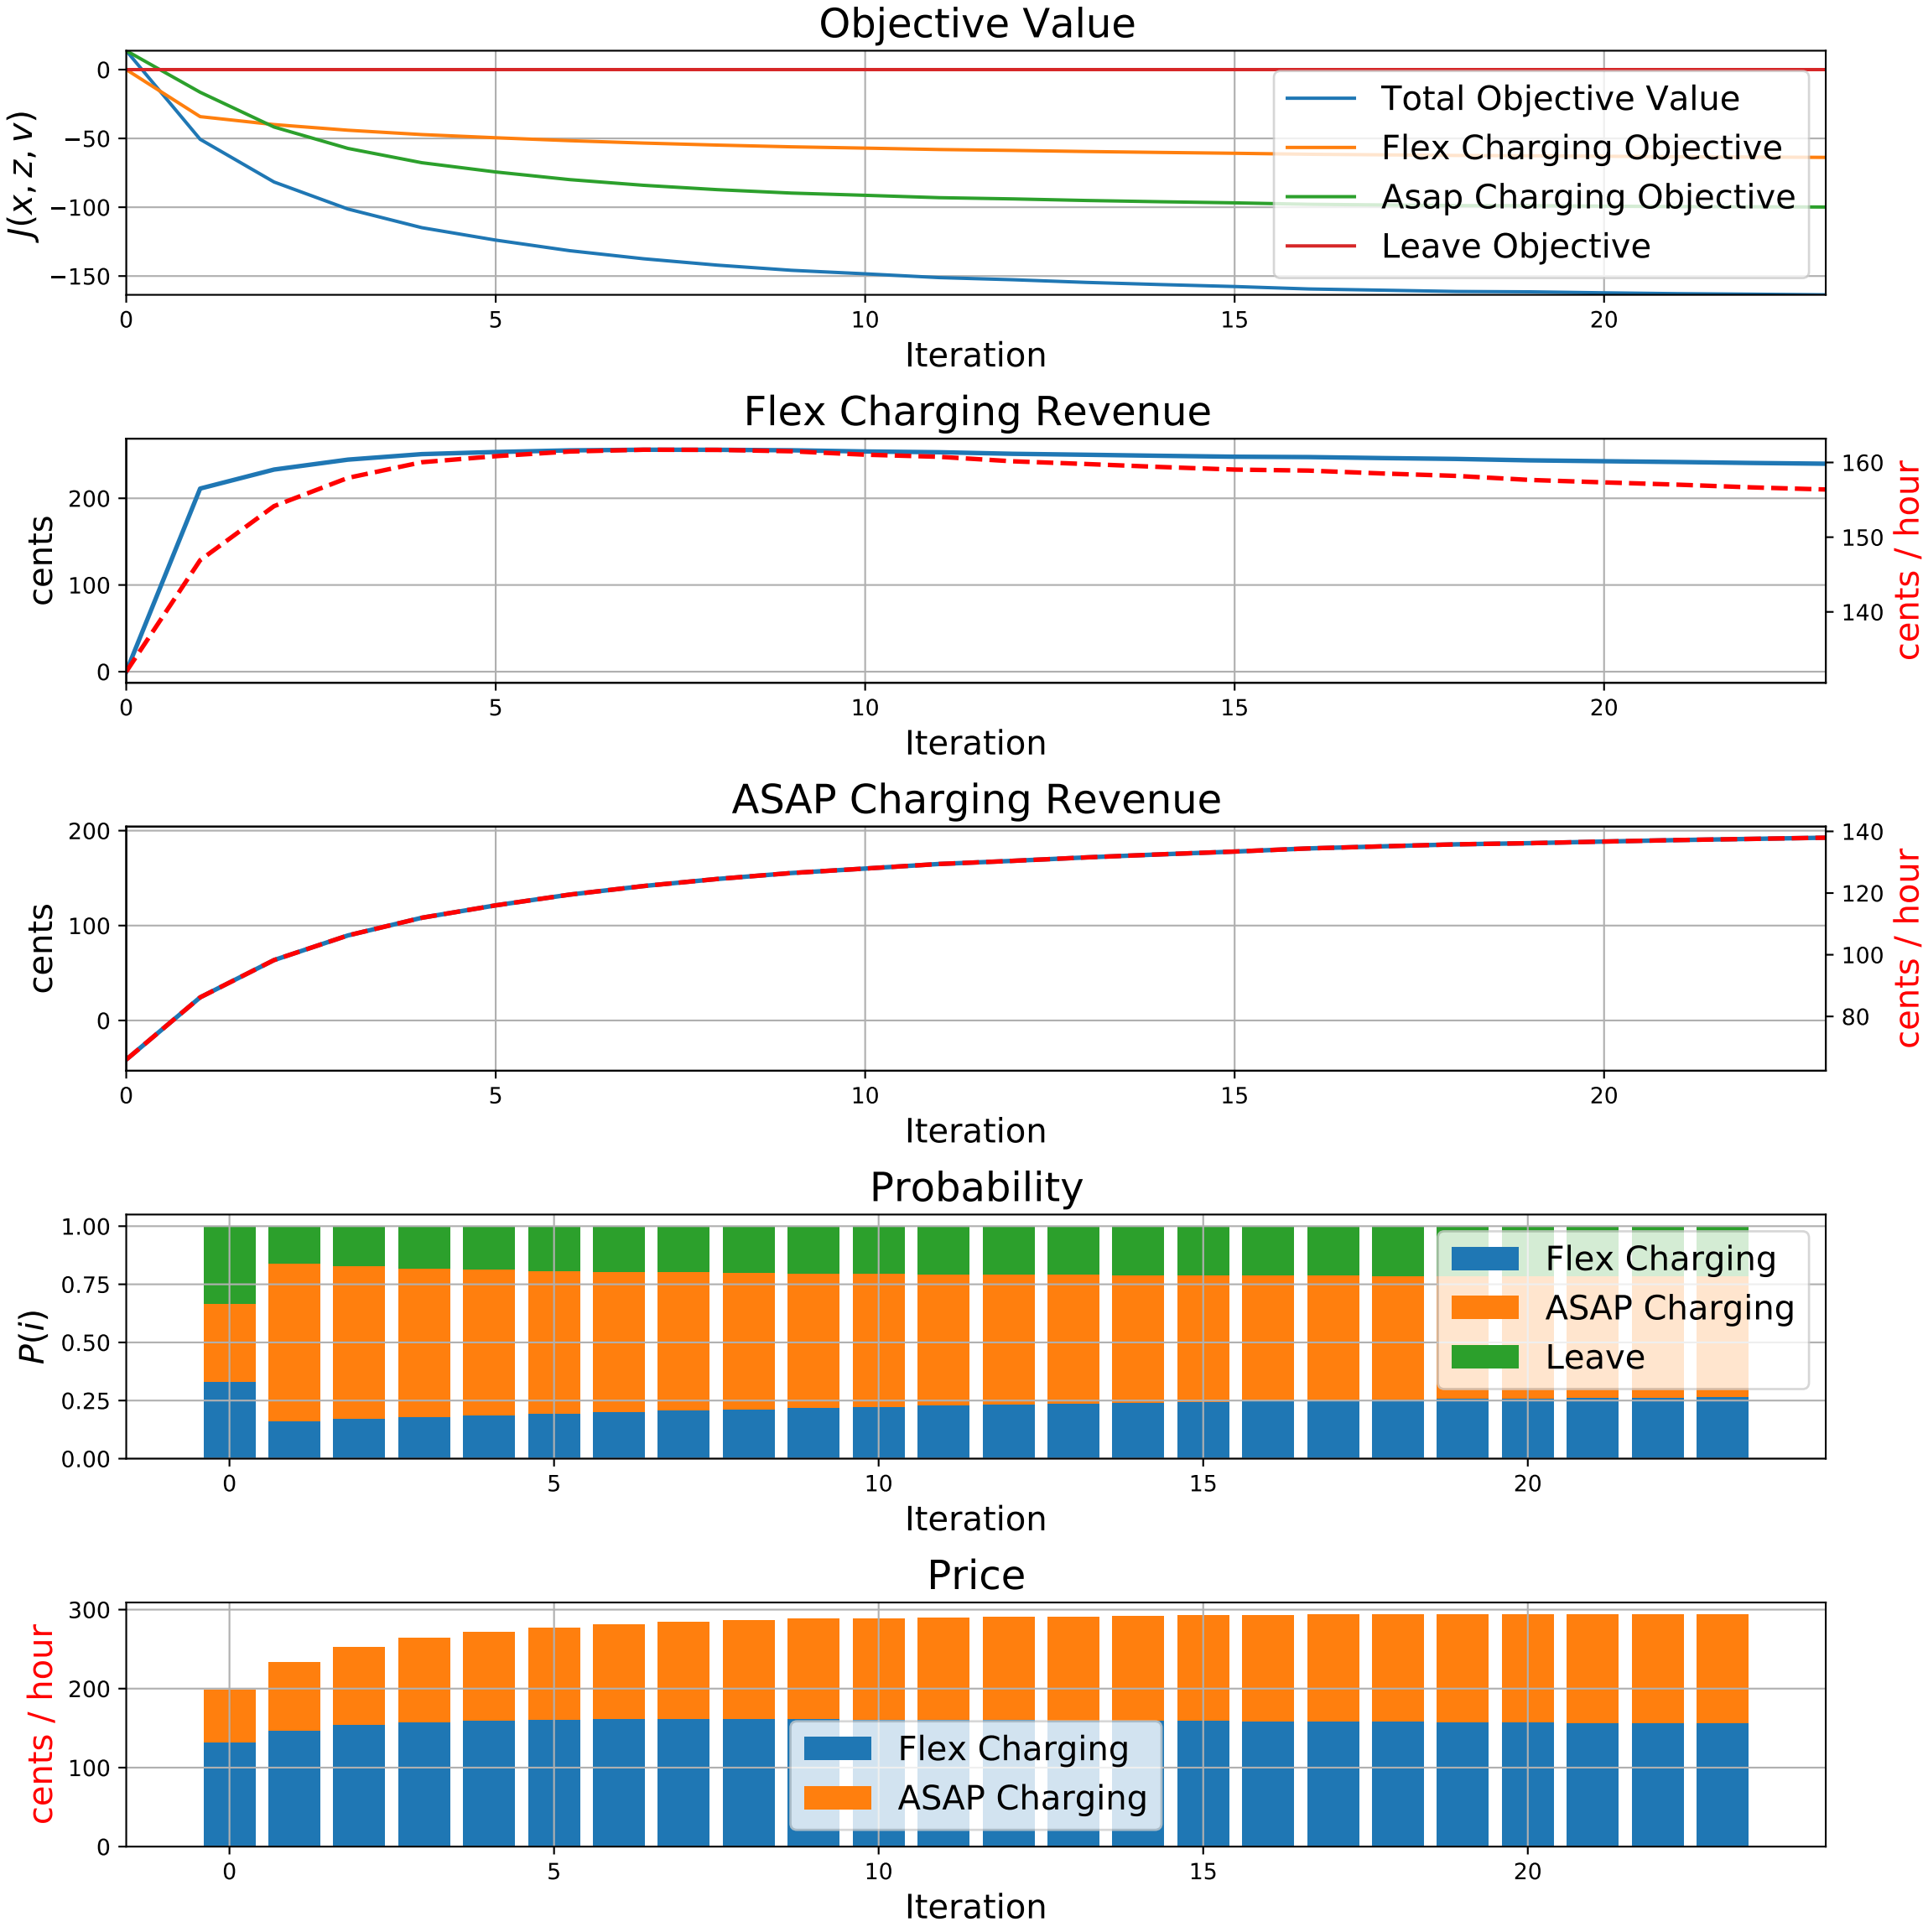 Objective Value
0
−50
−100
−150
J(x, z, v)
Total Objective Value
Flex Charging Objective
Asap Charging Objective
Leave Objective
0 5 10 15 20
Iteration
Flex Charging Revenue
200
100
0
cents
160
150
140
cents / hour
0 5 10 15 20
Iteration
ASAP Charging Revenue
200
100
0
cents
140
120
100
80
cents / hour
0 5 10 15 20
Iteration
Probability
1.00
0.75
0.50
0.25
0.00
P(i)
Flex Charging
ASAP Charging
Leave
0 5 10 15 20
Iteration
Price
300
200
100
0
cents / hour
Flex Charging
ASAP Charging
0 5 10 15 20
Iteration